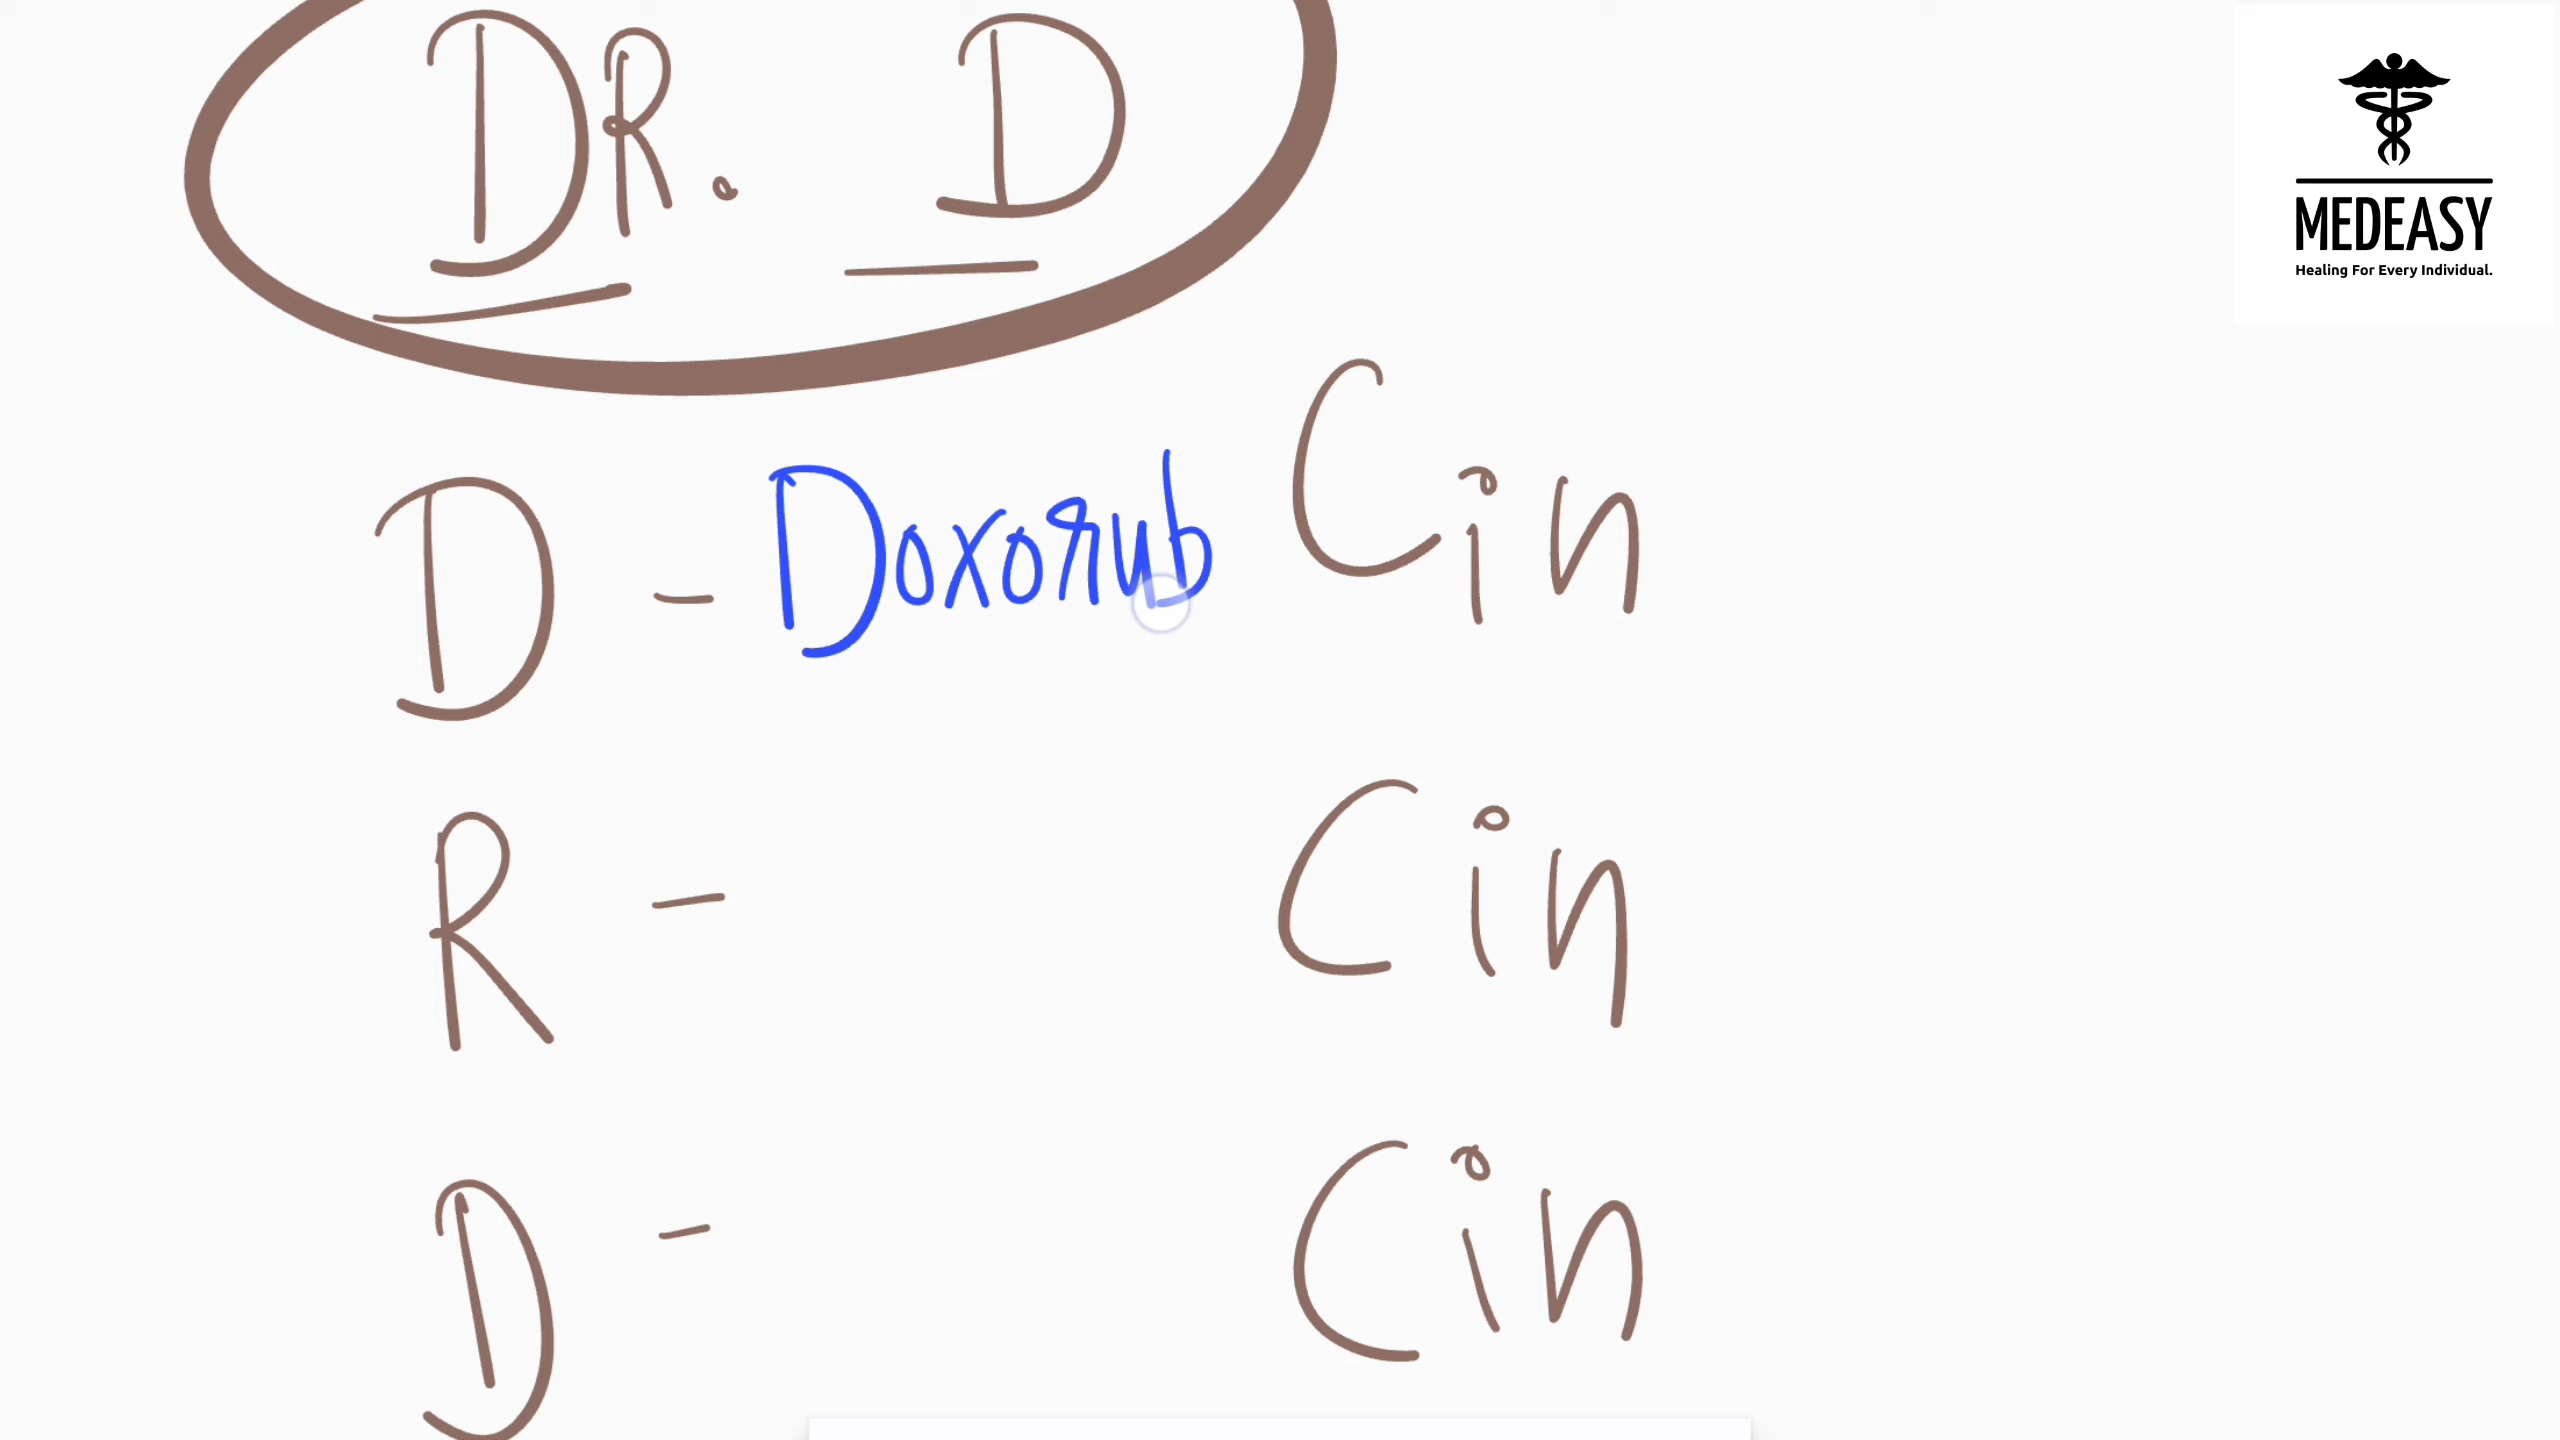 DR. D
MEDEASY
Healing For Every Individual.
D - Doxorub Cin
R - Cin
D - Cin